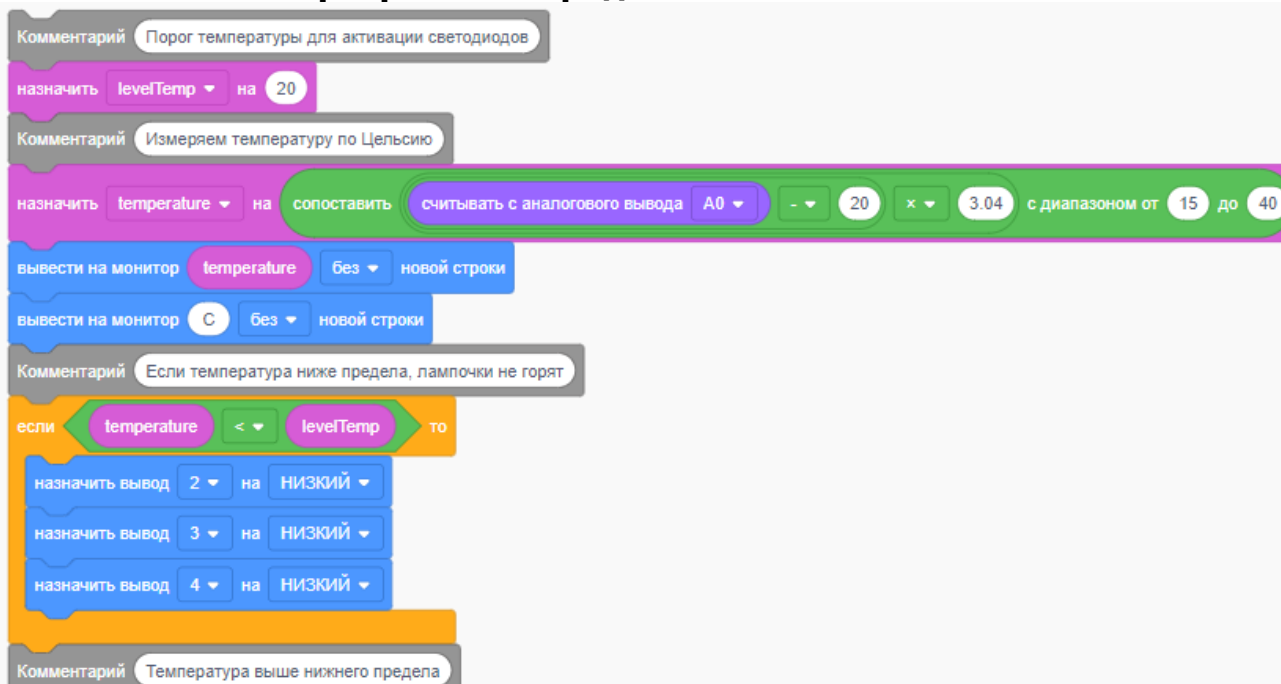 Комментарий Порог температуры для активации светодиодов
назначить levelTemp на 20
Комментарий Измеряем температуру по Цельсию
назначить temperature на сопоставить считывать с аналогового вывода A0 - 20 × 3.04 с диапазоном от 15 до 40
вывести на монитор temperature без новой строки
вывести на монитор C без новой строки
Комментарий Если температура ниже предела, лампочки не горят
если temperature < levelTemp то
назначить вывод 2 на НИЗКИЙ
назначить вывод 3 на НИЗКИЙ
назначить вывод 4 на НИЗКИЙ
Комментарий Температура выше нижнего предела